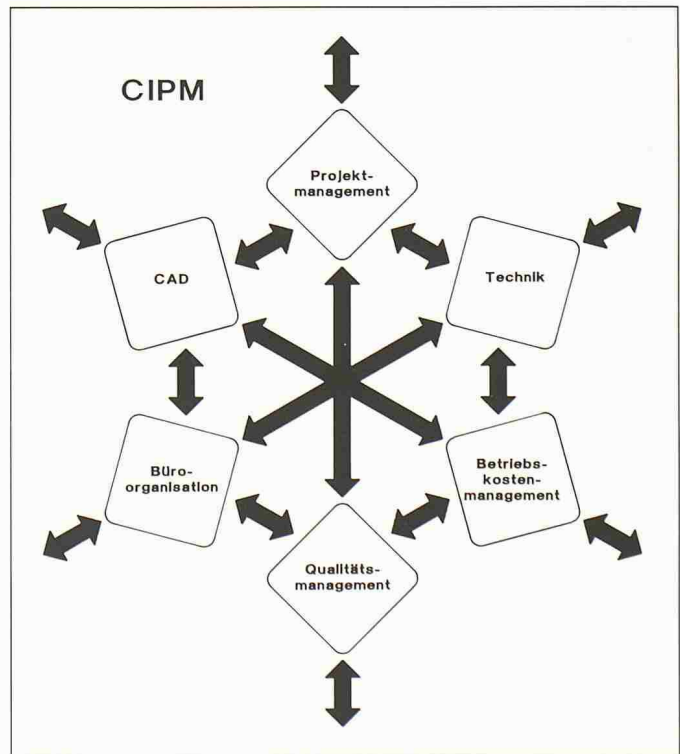 CIPM
Projekt-
management
CAD
Technik
Büro-
organisation
Betriebs-
kosten-
management
Qualitäts-
management